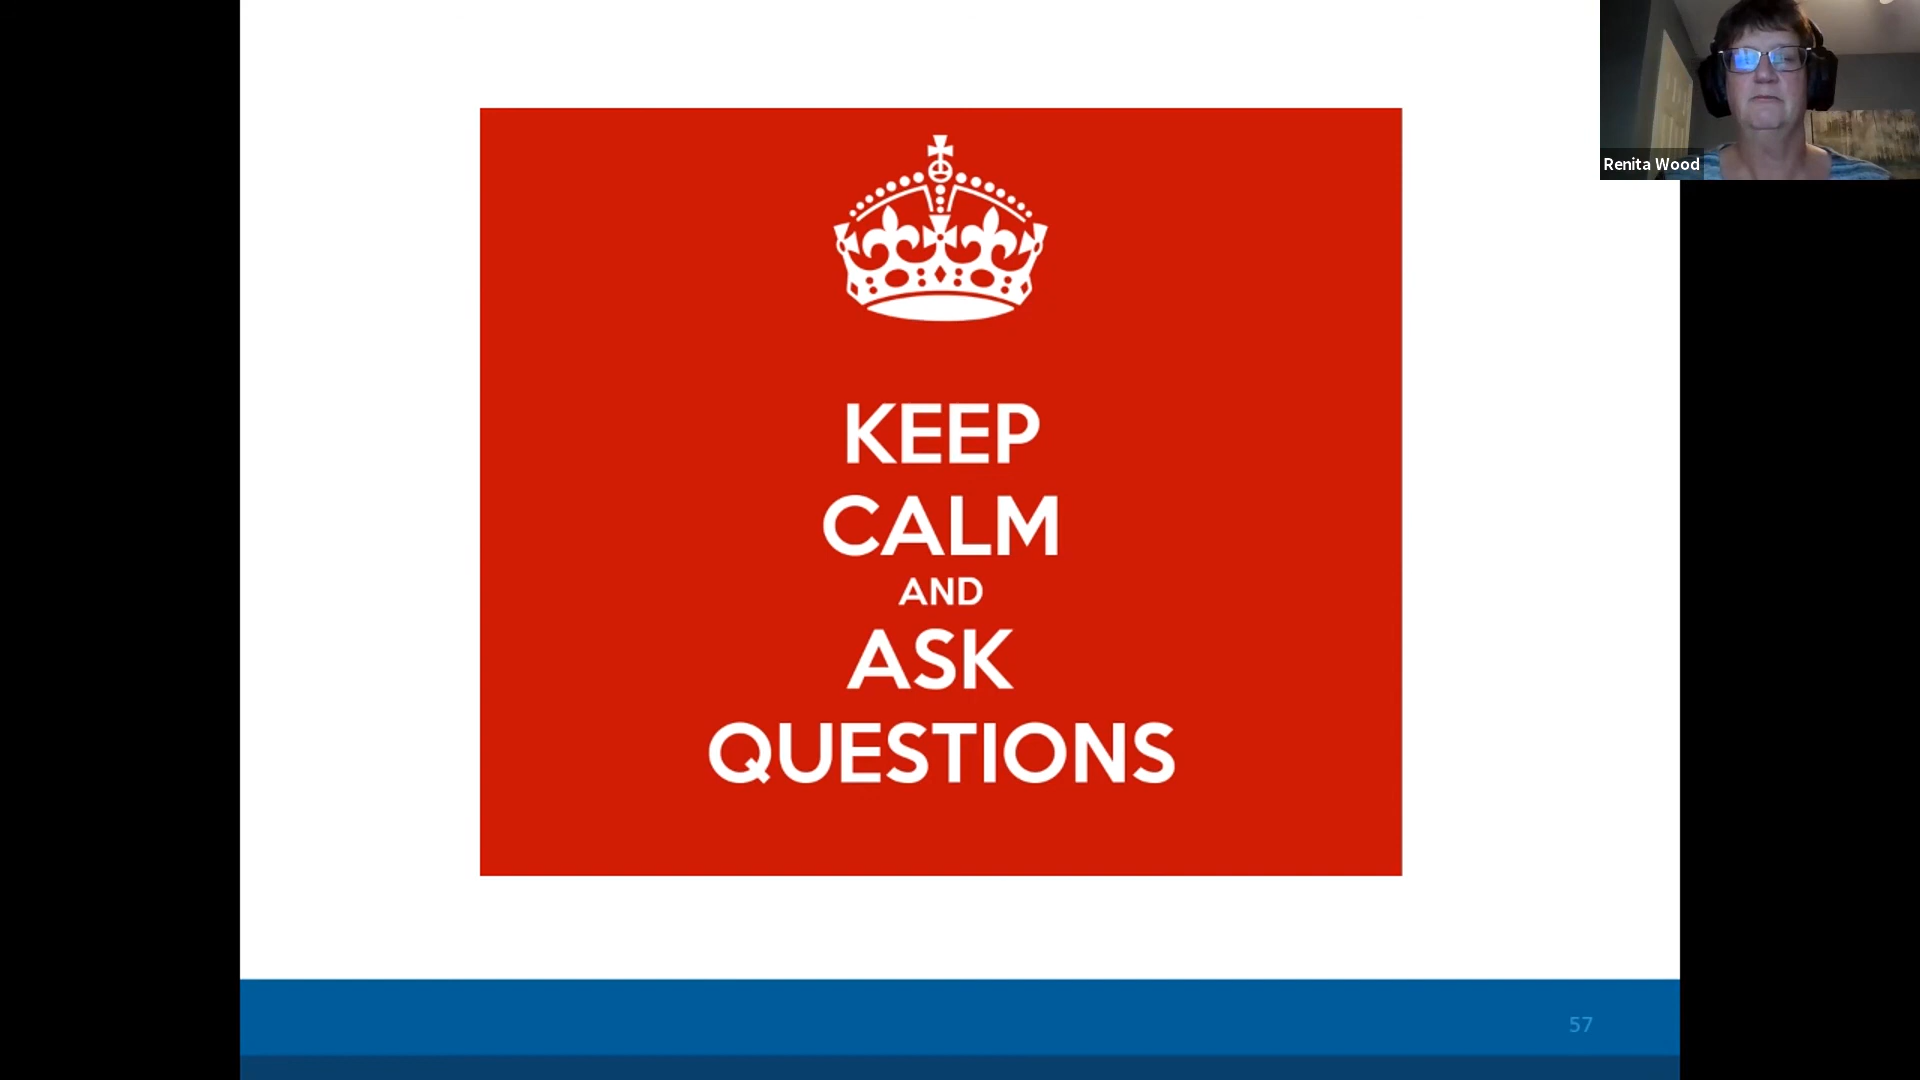 Renita Wood
KEEP
CALM
AND
ASK
QUESTIONS
57